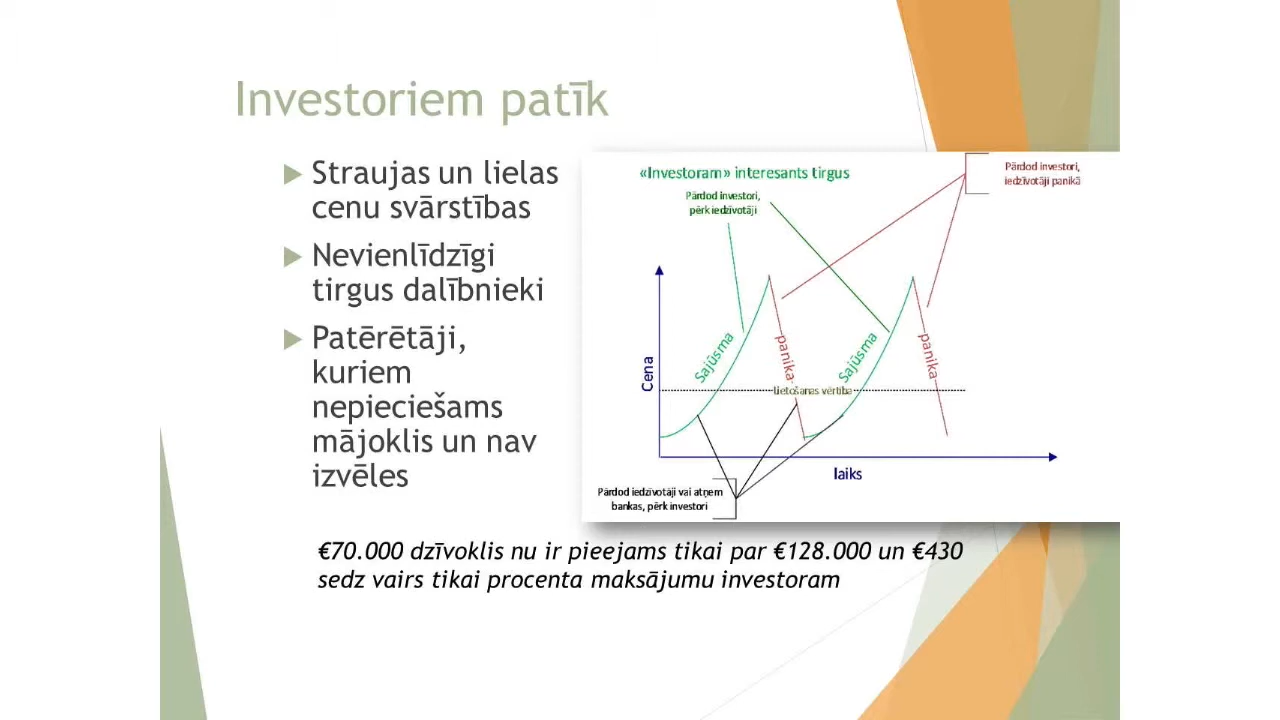 Investoriem patīk
Straujas un lielas
cenu svārstības
Nevienlīdzīgi
tirgus dalībnieki
Patērētāji,
kuriem
nepieciešams
mājoklis un nav
izvēles
«Investoram» interesants tirgus
Pārdod investori,
pērk iedzīvotāji
Pārdod investori,
iedzīvotāji panikā
Cena
Sajūsma
panika
Sajūsma
panika
Lietošanas vērtība
laiks
Pārdod iedzīvotāji vai atņem
bankas, pērk investori
€70.000 dzīvoklis nu ir pieejams tikai par €128.000 un €430
sedz vairs tikai procenta maksājumu investoram